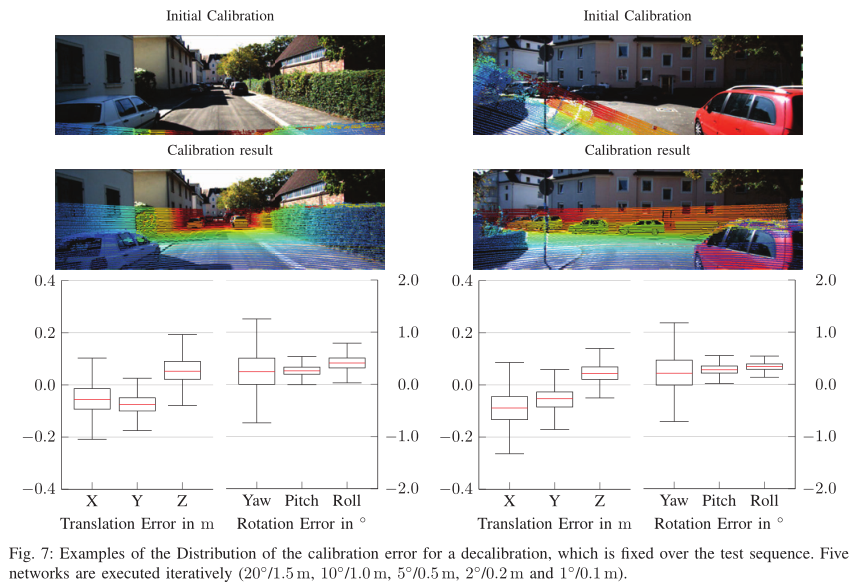 Initial Calibration
Initial Calibration
Calibration result
Calibration result
0.4
0.2
0.0
−0.2
−0.4
2.0
1.0
0.0
−1.0
−2.0
X Y Z
Yaw Pitch Roll
Translation Error in m
Rotation Error in °
0.4
0.2
0.0
−0.2
−0.4
2.0
1.0
0.0
−1.0
−2.0
X Y Z
Yaw Pitch Roll
Translation Error in m
Rotation Error in °
Fig. 7: Examples of the Distribution of the calibration error for a decalibration, which is fixed over the test sequence. Five
networks are executed iteratively (20°/1.5 m, 10°/1.0 m, 5°/0.5 m, 2°/0.2 m and 1°/0.1 m).